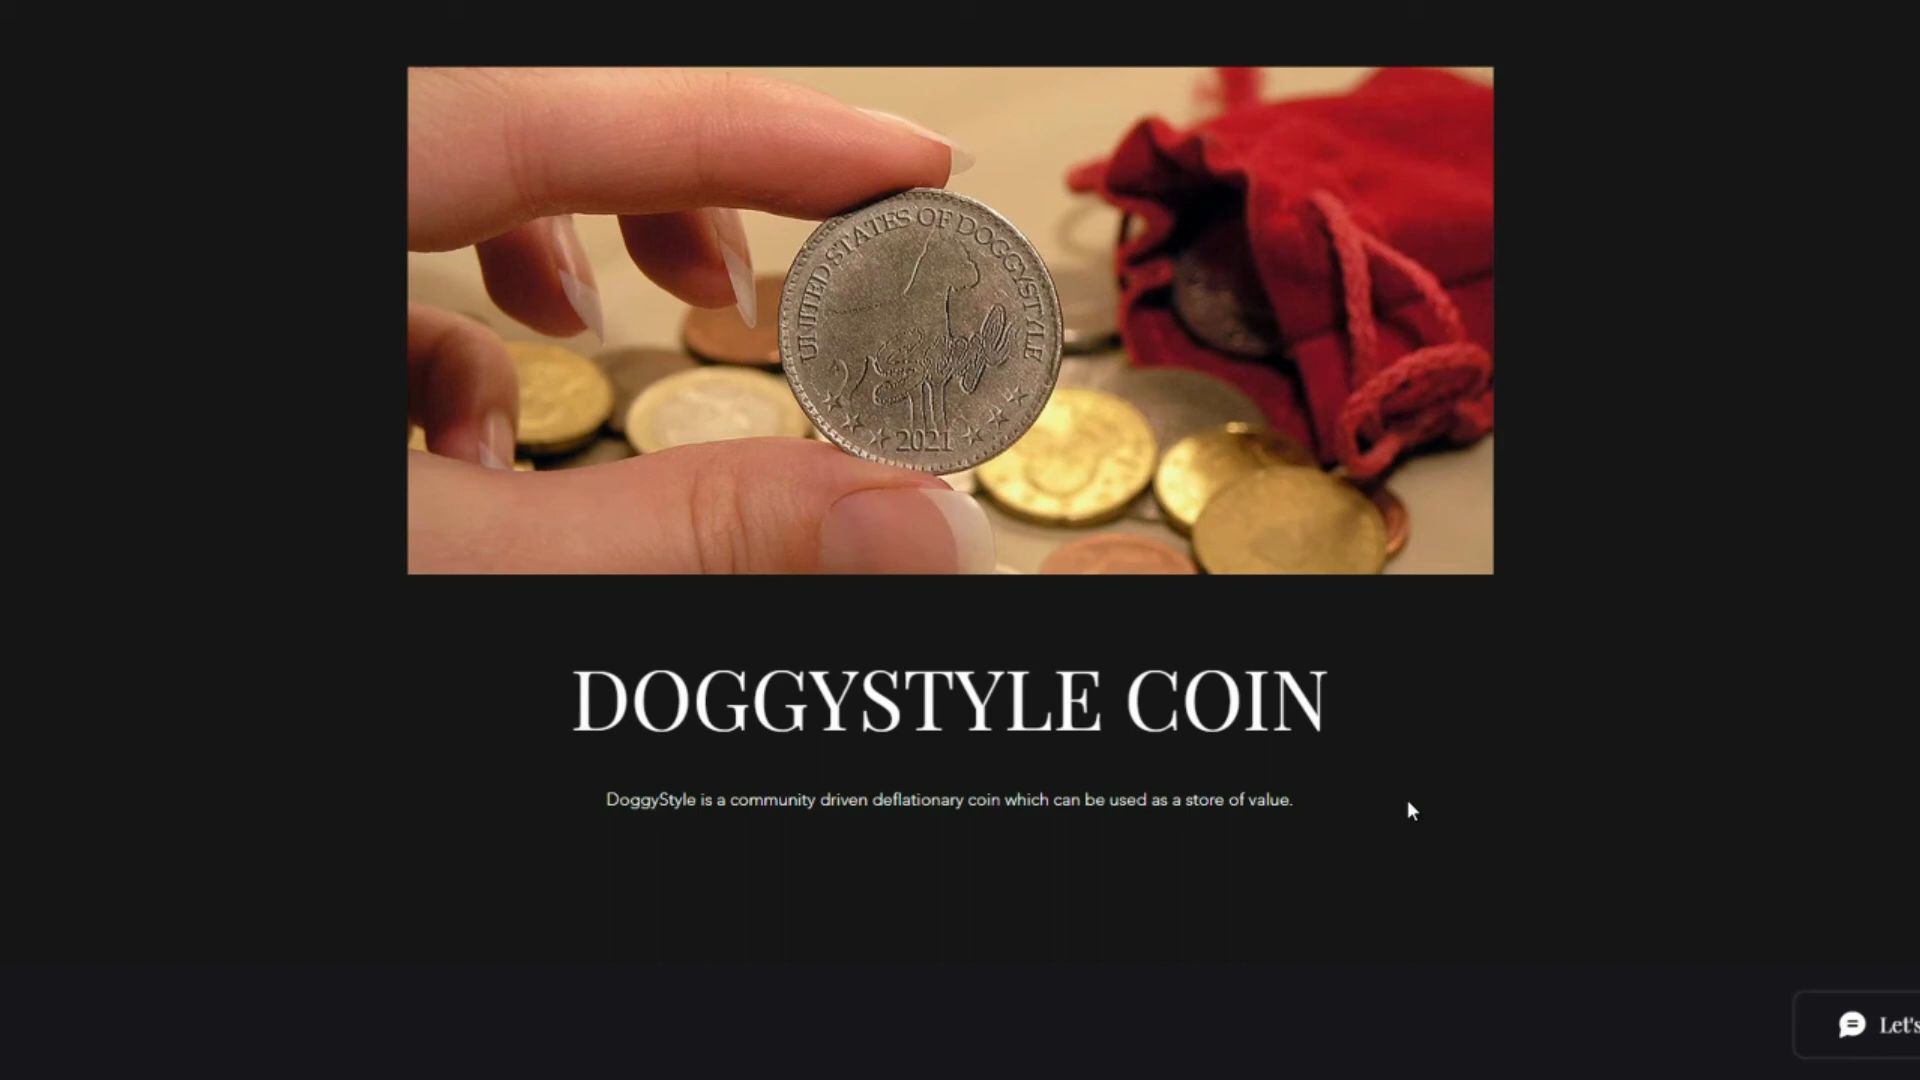 UNITED STATES OF DOGGYSTYLE
2021
DOGGYSTYLE COIN
DoggyStyle is a community driven deflationary coin which can be used as a store of value.
Let's